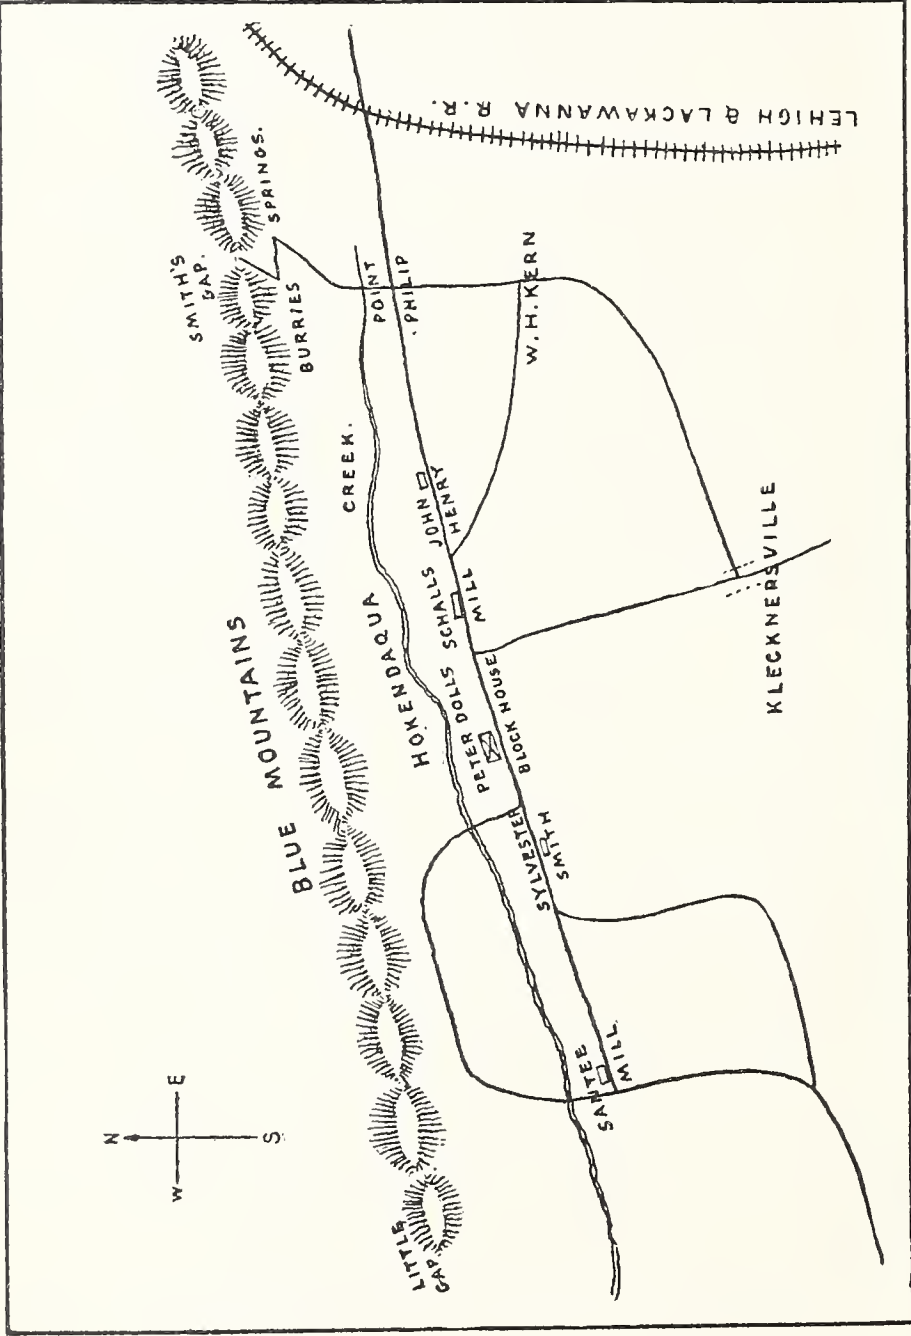 N
W E
S
BLUE MOUNTAINS
LITTLE
GAP.
SMITH'S
GAP.
BURRIES
SPRINGS.
HOKENDAQUA CREEK.
POINT
PHILIP
LEHIGH & LACKAWANNA R.R.
W. H. KERN
JOHN
HENRY
SCHALLS
MILL
PETER DOLLS
BLOCK HOUSE
SYLVESTER
SMITH
SANTEE
MILL.
KLECKNERSVILLE